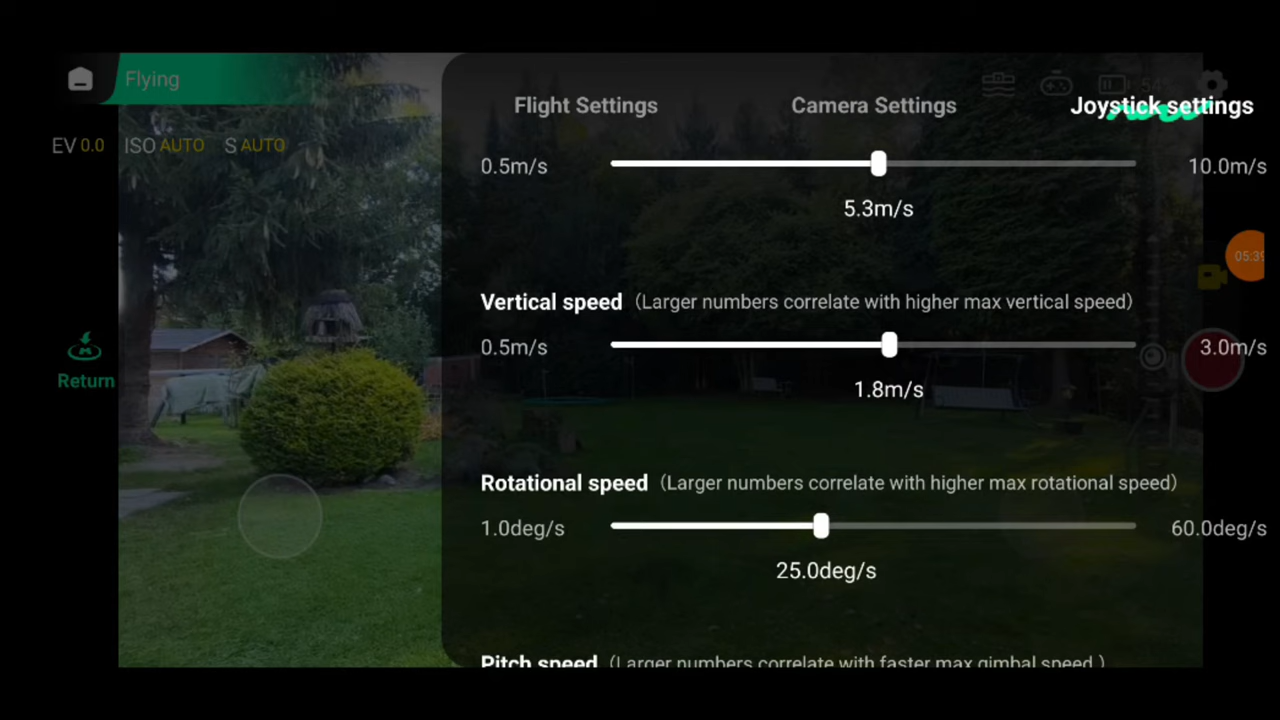 Flying
EV 0.0 ISO AUTO S AUTO
Return
Flight Settings Camera Settings Joystick settings
0.5m/s 10.0m/s
5.3m/s
Vertical speed (Larger numbers correlate with higher max vertical speed)
0.5m/s 3.0m/s
1.8m/s
Rotational speed (Larger numbers correlate with higher max rotational speed)
1.0deg/s 60.0deg/s
25.0deg/s
Pitch speed (Larger numbers correlate with faster max gimbal speed )
05:39